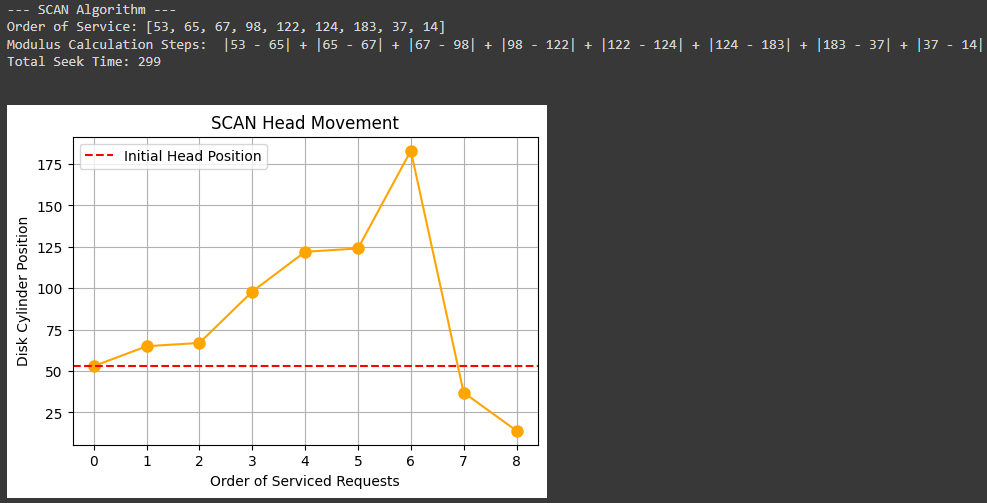 --- SCAN Algorithm ---
Order of Service: [53, 65, 67, 98, 122, 124, 183, 37, 14]
Modulus Calculation Steps:  |53 - 65| + |65 - 67| + |67 - 98| + |98 - 122| + |122 - 124| + |124 - 183| + |183 - 37| + |37 - 14|
Total Seek Time: 299
SCAN Head Movement
Initial Head Position
175
150
125
100
75
50
25
Disk Cylinder Position
0 1 2 3 4 5 6 7 8
Order of Serviced Requests